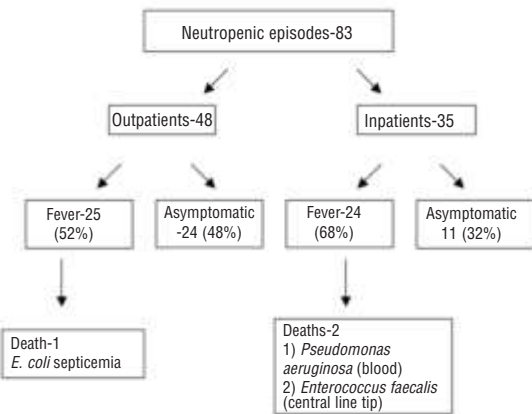 Neutropenic episodes-83
Outpatients-48
Inpatients-35
Fever-25
(52%)
Asymptomatic
-24 (48%)
Fever-24
(68%)
Asymptomatic
11 (32%)
Death-1
E. coli septicemia
Deaths-2
1) Pseudomonas
aeruginosa (blood)
2) Enterococcus faecalis
(central line tip)